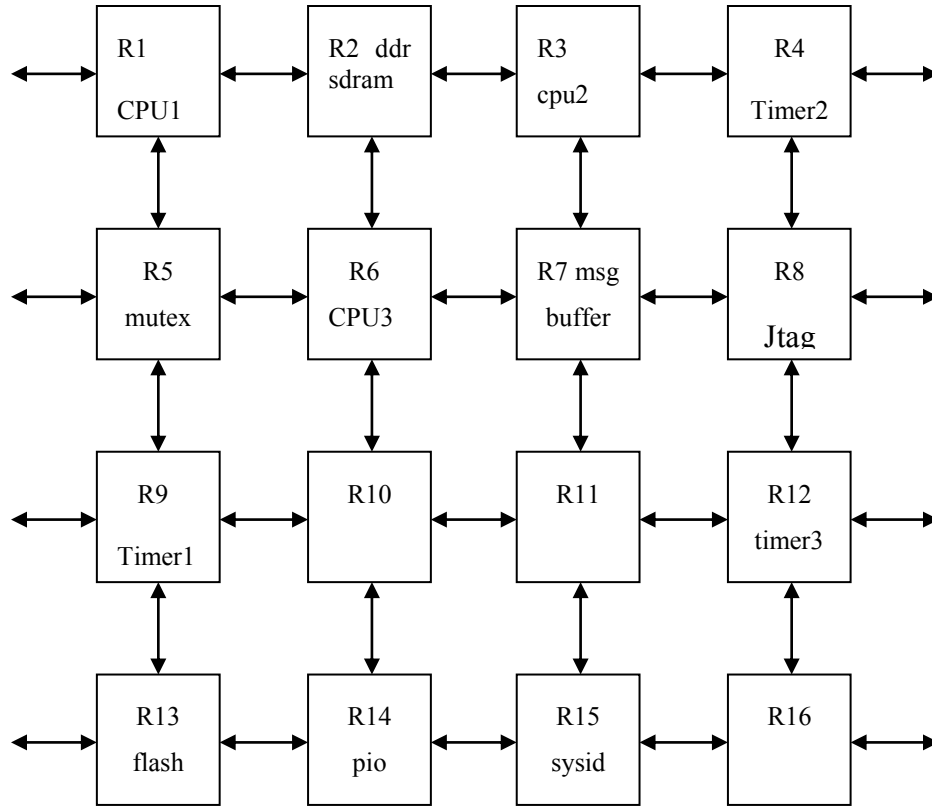 R1
CPU1
R2 ddr
sdram
R3
cpu2
R4
Timer2
R5
mutex
R6
CPU3
R7 msg
buffer
R8
Jtag
R9
Timer1
R10
R11
R12
timer3
R13
flash
R14
pio
R15
sysid
R16